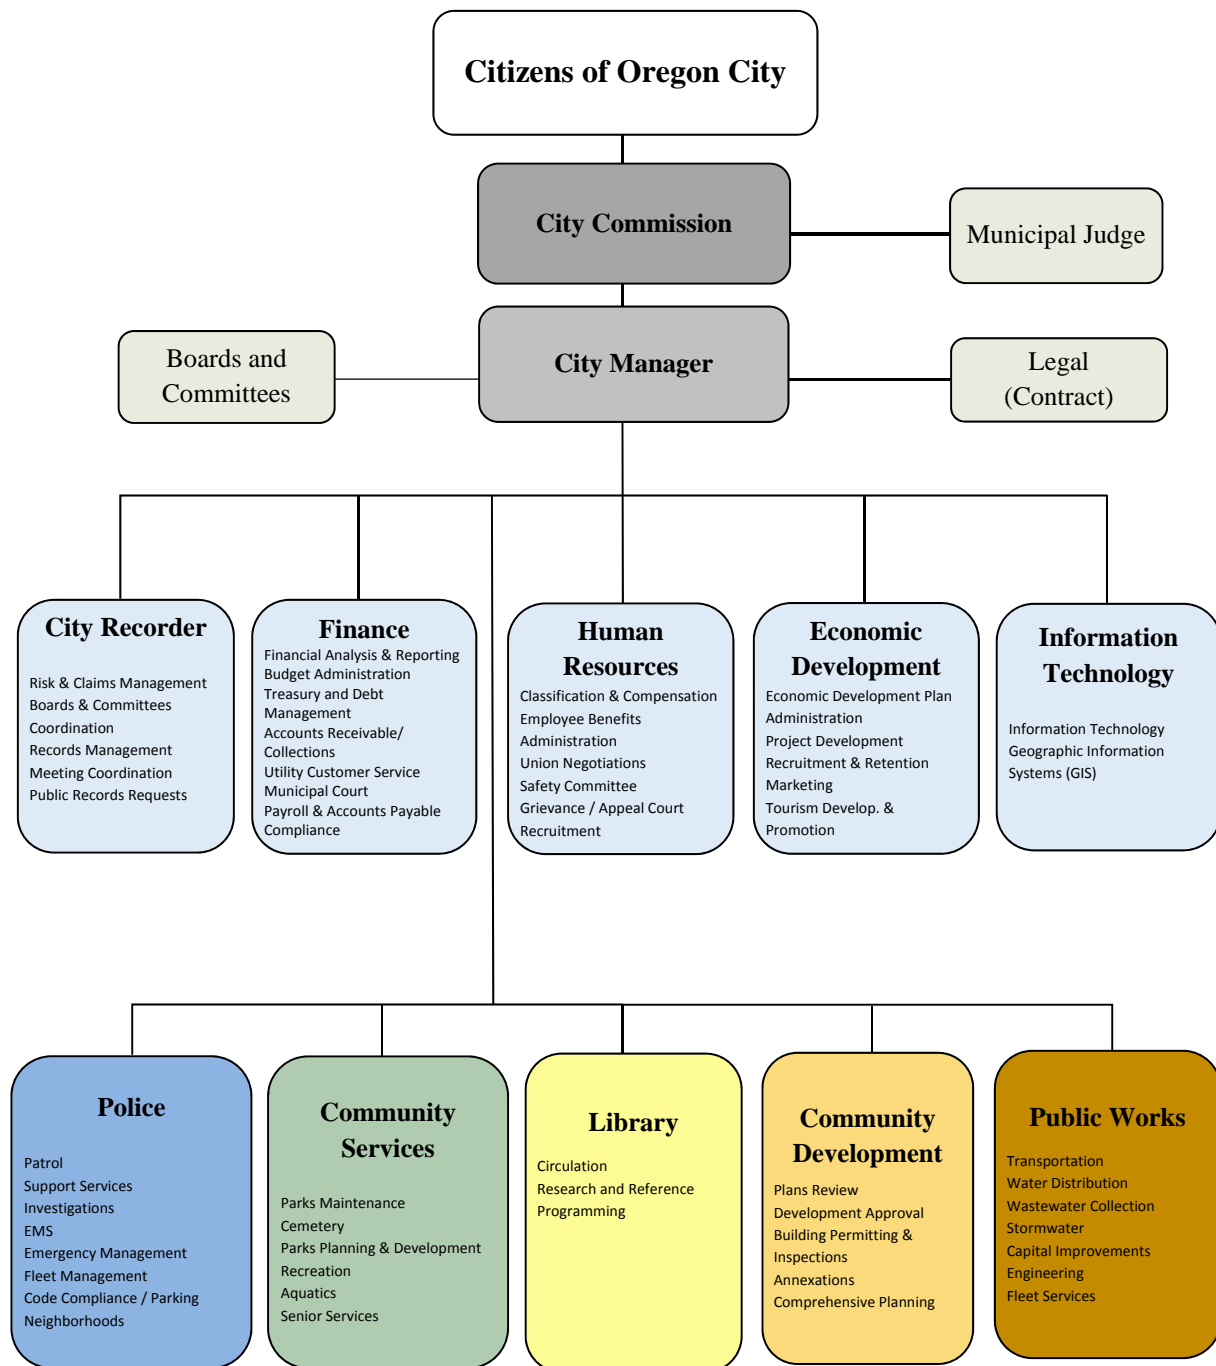 Citizens of Oregon City
City Commission
Municipal Judge
City Manager
Boards and
Committees
Legal
(Contract)
City Recorder
Risk & Claims Management
Boards & Committees
Coordination
Records Management
Meeting Coordination
Public Records Requests
Finance
Financial Analysis & Reporting
Budget Administration
Treasury and Debt
Management
Accounts Receivable/
Collections
Utility Customer Service
Municipal Court
Payroll & Accounts Payable
Compliance
Human
Resources
Classification & Compensation
Employee Benefits
Administration
Union Negotiations
Safety Committee
Grievance / Appeal Court
Recruitment
Economic
Development
Economic Development Plan
Administration
Project Development
Recruitment & Retention
Marketing
Tourism Develop. &
Promotion
Information
Technology
Information Technology
Geographic Information
Systems (GIS)
Police
Patrol
Support Services
Investigations
EMS
Emergency Management
Fleet Management
Code Compliance / Parking
Neighborhoods
Community
Services
Parks Maintenance
Cemetery
Parks Planning & Development
Recreation
Aquatics
Senior Services
Library
Circulation
Research and Reference
Programming
Community
Development
Plans Review
Development Approval
Building Permitting &
Inspections
Annexations
Comprehensive Planning
Public Works
Transportation
Water Distribution
Wastewater Collection
Stormwater
Capital Improvements
Engineering
Fleet Services